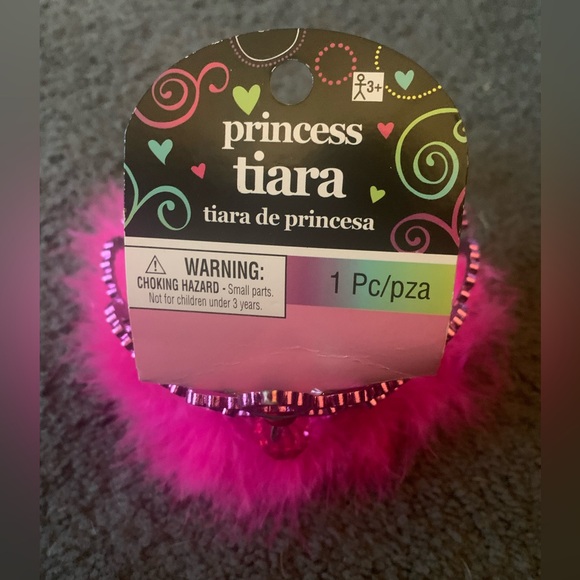 3+
princess
tiara
tiara de princesa
WARNING:
CHOKING HAZARD - Small parts.
Not for children under 3 years.
1 Pc/pza